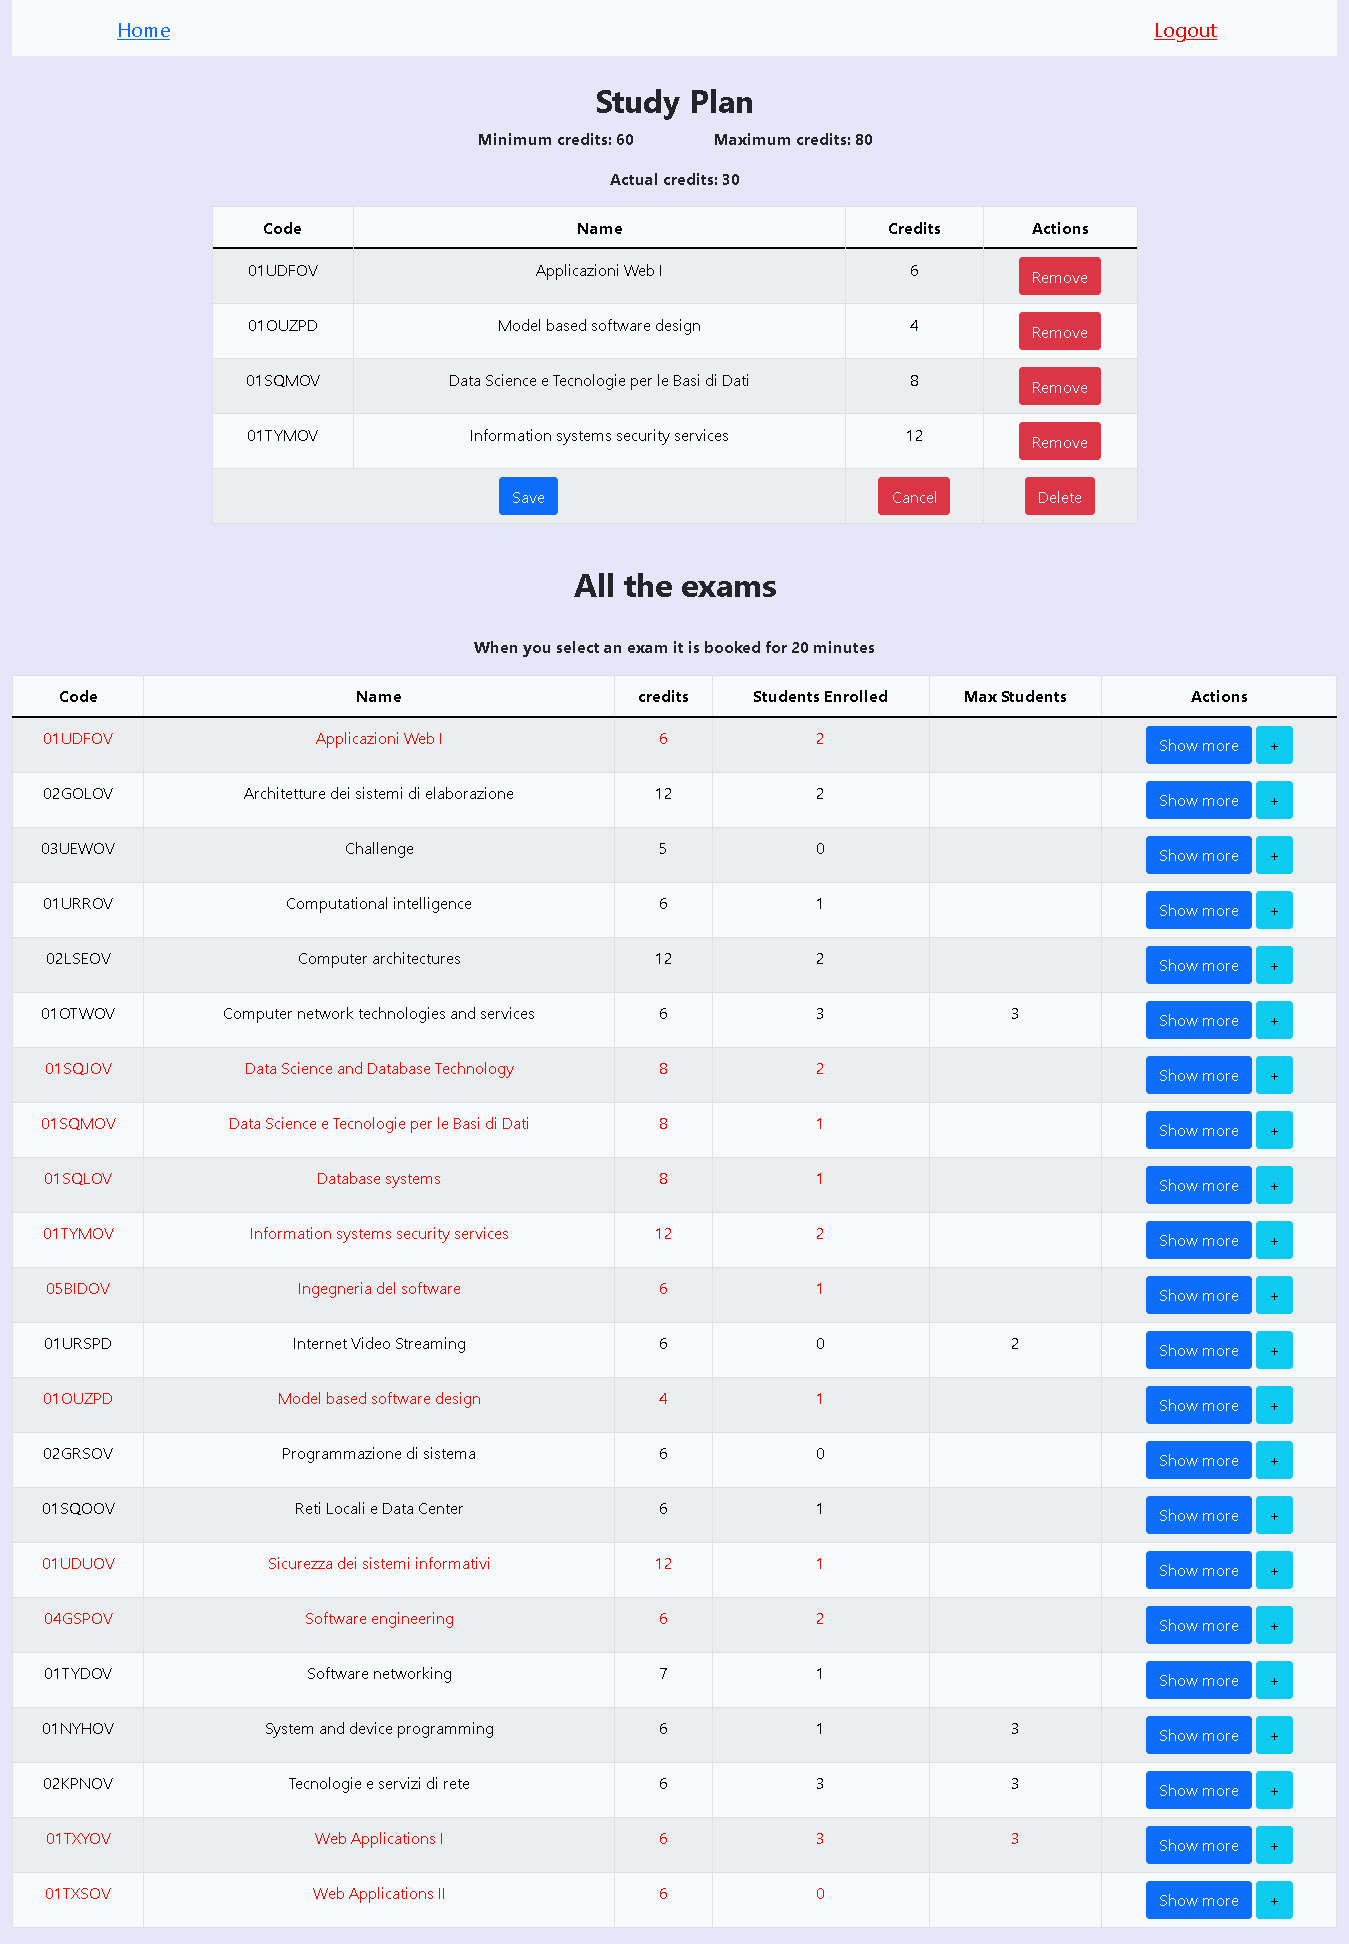 Home Logout
Study Plan
Minimum credits: 60 Maximum credits: 80
Actual credits: 30
Code Name Credits Actions
01UDFOV Applicazioni Web I 6 Remove
01OUZPD Model based software design 4 Remove
01SQMOV Data Science e Tecnologie per le Basi di Dati 8 Remove
01TYMOV Information systems security services 12 Remove
Save Cancel Delete
All the exams
When you select an exam it is booked for 20 minutes
Code Name credits Students Enrolled Max Students Actions
01UDFOV Applicazioni Web I 6 2 Show more +
02GOLOV Architetture dei sistemi di elaborazione 12 2 Show more +
03UEWOV Challenge 5 0 Show more +
01URROV Computational intelligence 6 1 Show more +
02LSEOV Computer architectures 12 2 Show more +
01OTWOV Computer network technologies and services 6 3 3 Show more +
01SQJOV Data Science and Database Technology 8 2 Show more +
01SQMOV Data Science e Tecnologie per le Basi di Dati 8 1 Show more +
01SQLOV Database systems 8 1 Show more +
01TYMOV Information systems security services 12 2 Show more +
05BIDOV Ingegneria del software 6 1 Show more +
01URSPD Internet Video Streaming 6 0 2 Show more +
01OUZPD Model based software design 4 1 Show more +
02GRSOV Programmazione di sistema 6 0 Show more +
01SQOOV Reti Locali e Data Center 6 1 Show more +
01UDUOV Sicurezza dei sistemi informativi 12 1 Show more +
04GSPOV Software engineering 6 2 Show more +
01TYDOV Software networking 7 1 Show more +
01NYHOV System and device programming 6 1 3 Show more +
02KPNOV Tecnologie e servizi di rete 6 3 3 Show more +
01TXYOV Web Applications I 6 3 3 Show more +
01TXSOV Web Applications II 6 0 Show more +